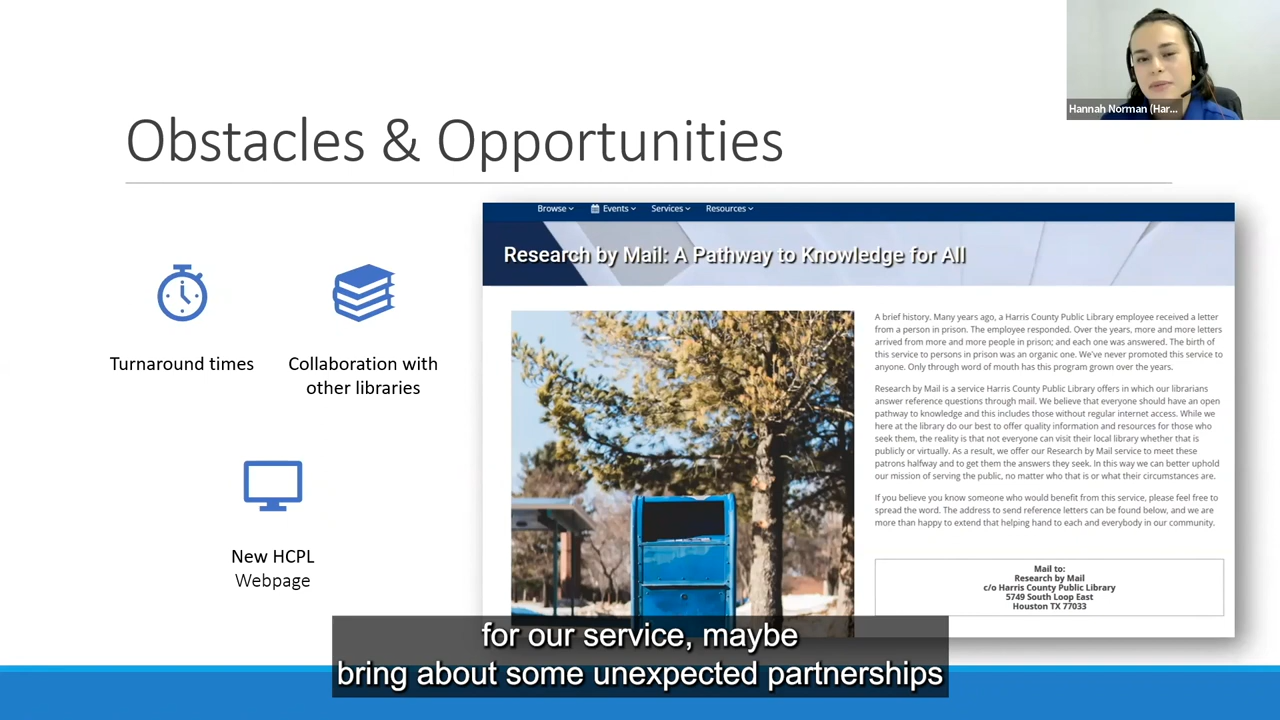 Hannah Norman (Har...
Obstacles & Opportunities
Turnaround times
Collaboration with
other libraries
New HCPL
Webpage
Browse Events Services Resources
Research by Mail: A Pathway to Knowledge for All
A brief history. Many years ago, a Harris County Public Library employee received a letter
from a person in prison. The employee responded. Over the years, more and more letters
arrived from more and more people in prison; and each one was answered. The birth of
this service to persons in prison was an organic one. We've never promoted this service to
anyone. Only through word of mouth has this program grown over the years.
Research by Mail is a service Harris County Public Library offers in which our librarians
answer reference questions through mail. We believe that everyone should have an open
pathway to knowledge and this includes those without regular internet access. While we
here at the library do our best to offer quality information and resources for those who
seek them, the reality is that not everyone can visit their local library whether that is
publicly or virtually. As a result, we offer our Research by Mail service to meet these
patrons halfway and to get them the answers they seek. In this way we can better uphold
our mission of serving the public, no matter who that is or what their circumstances are.
If you believe you know someone who would benefit from this service, please feel free to
spread the word. The address to send reference letters can be found below, and we are
more than happy to extend that helping hand to each and everybody in our community.
Mail to:
Research by Mail
c/o Harris County Public Library
5749 South Loop East
Houston TX 77033
for our service, maybe
bring about some unexpected partnerships